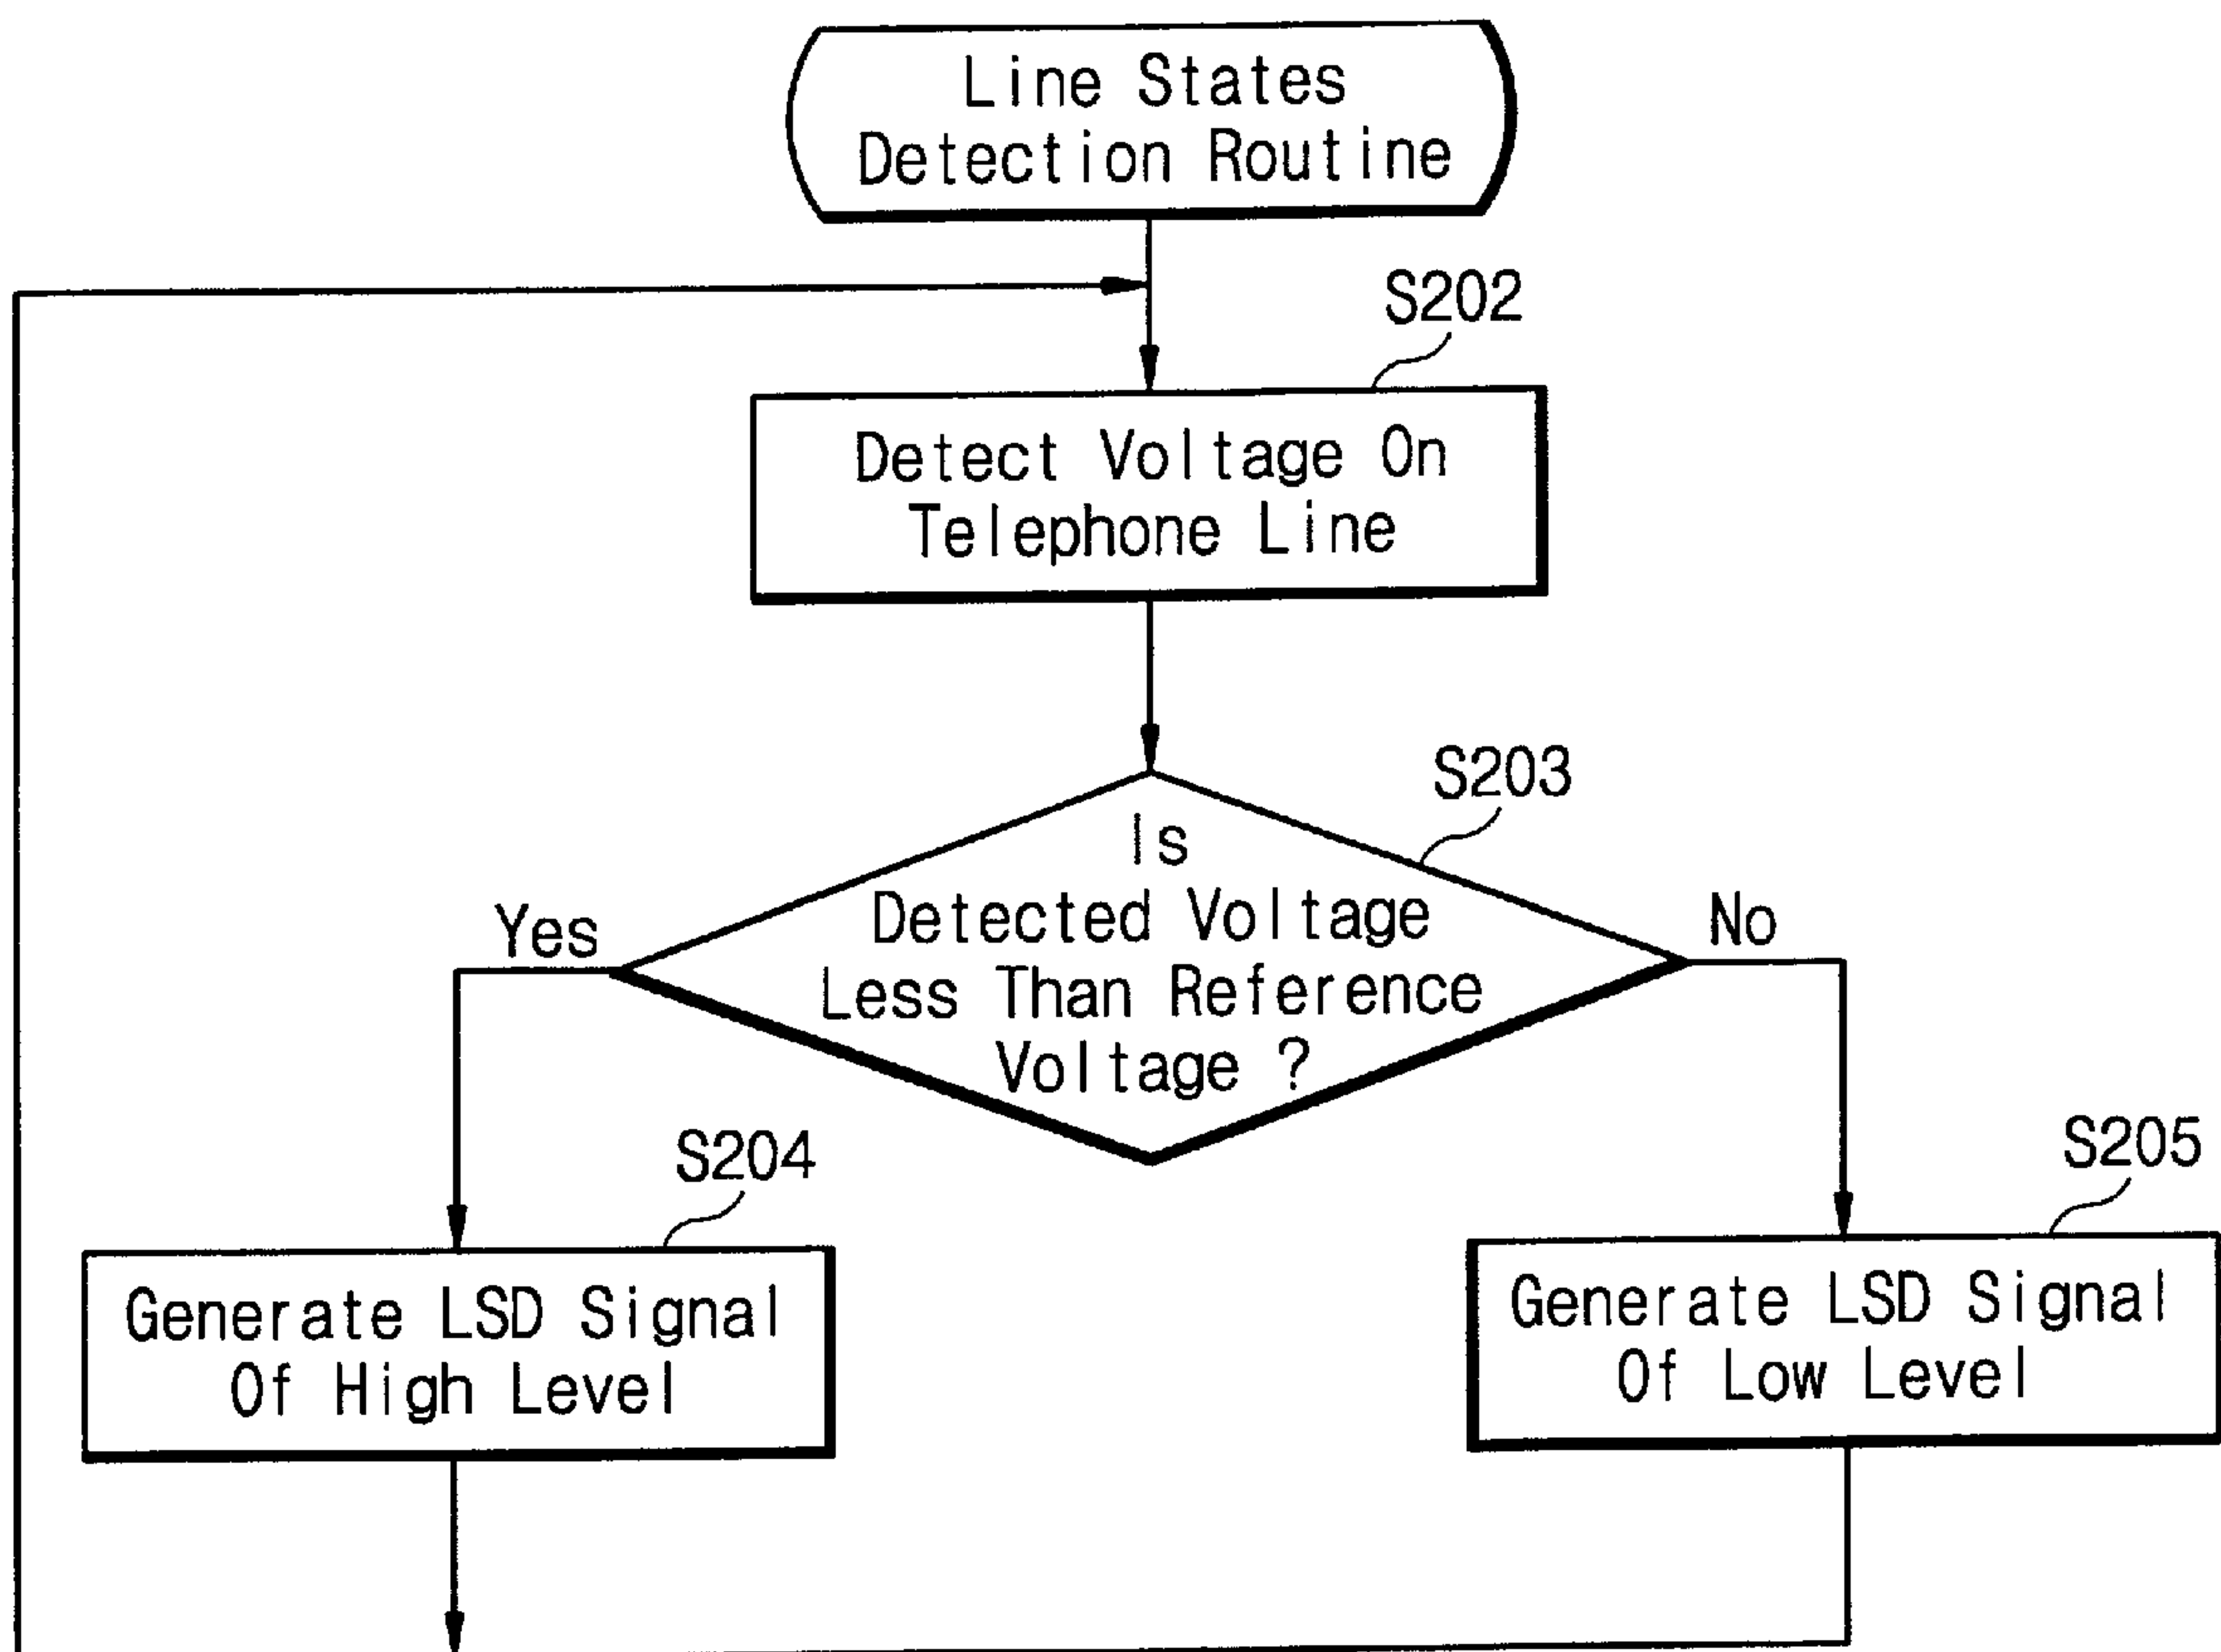 Line States
Detection Routine
S202
Detect Voltage On
Telephone Line
S203
Is
Detected Voltage
Less Than Reference
Voltage ?
Yes
No
S204
Generate LSD Signal
Of High Level
S205
Generate LSD Signal
Of Low Level